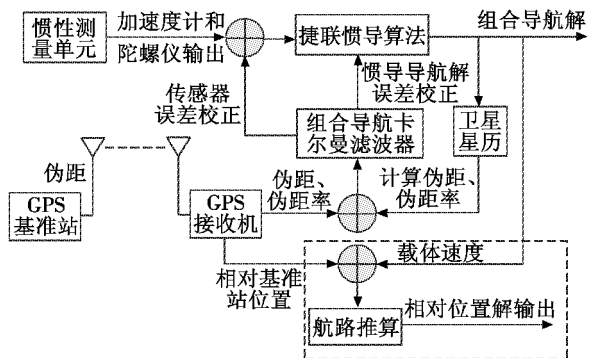 惯性测
量单元
加速度计和
陀螺仪输出
捷联惯导算法
组合导航解
传感器
误差校正
惯导导航解
误差校正
组合导航卡
尔曼滤波器
卫星
星历
伪距
GPS
基准站
GPS
接收机
伪距、
伪距率
计算伪距、
伪距率
相对基准
站位置
载体速度
航路推算
相对位置解输出